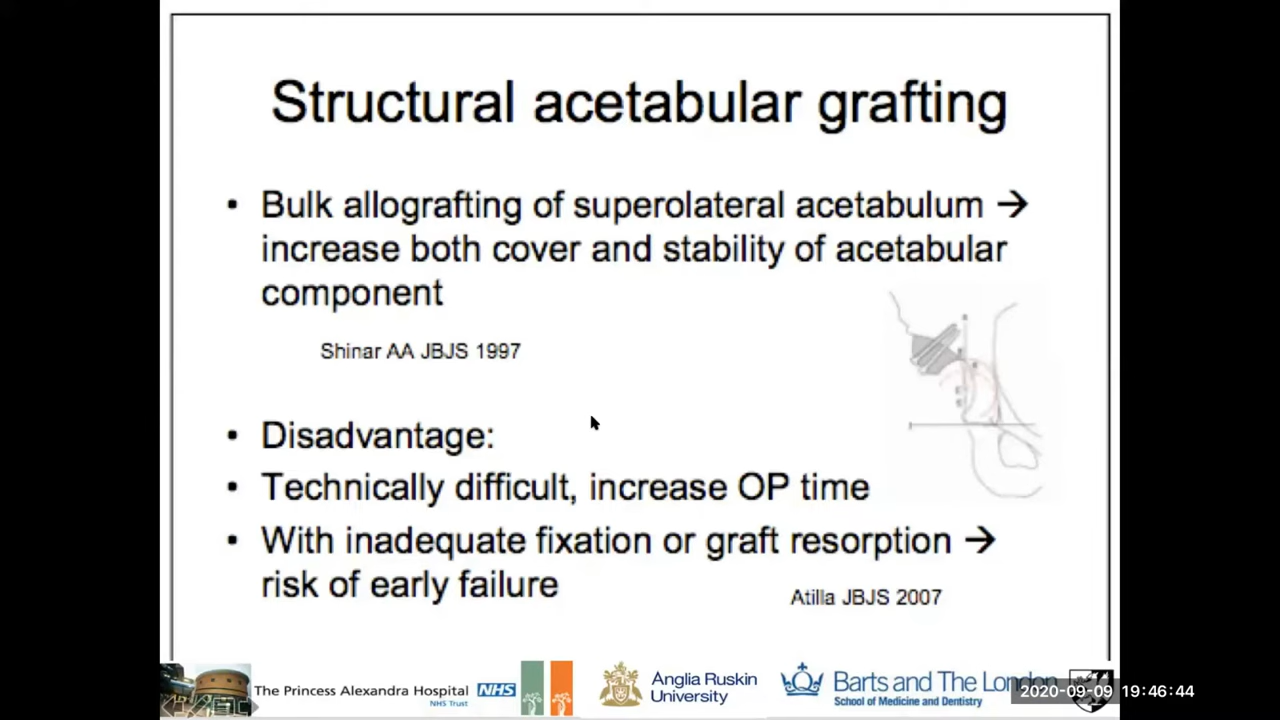 Structural acetabular grafting
• Bulk allografting of superolateral acetabulum →
increase both cover and stability of acetabular
component
Shinar AA JBJS 1997
• Disadvantage:
• Technically difficult, increase OP time
• With inadequate fixation or graft resorption →
risk of early failure
Atilla JBJS 2007
The Princess Alexandra Hospital NHS
NHS Trust
Anglia Ruskin
University
Barts and The London
School of Medicine and Dentistry
2020-09-09 19:46:44